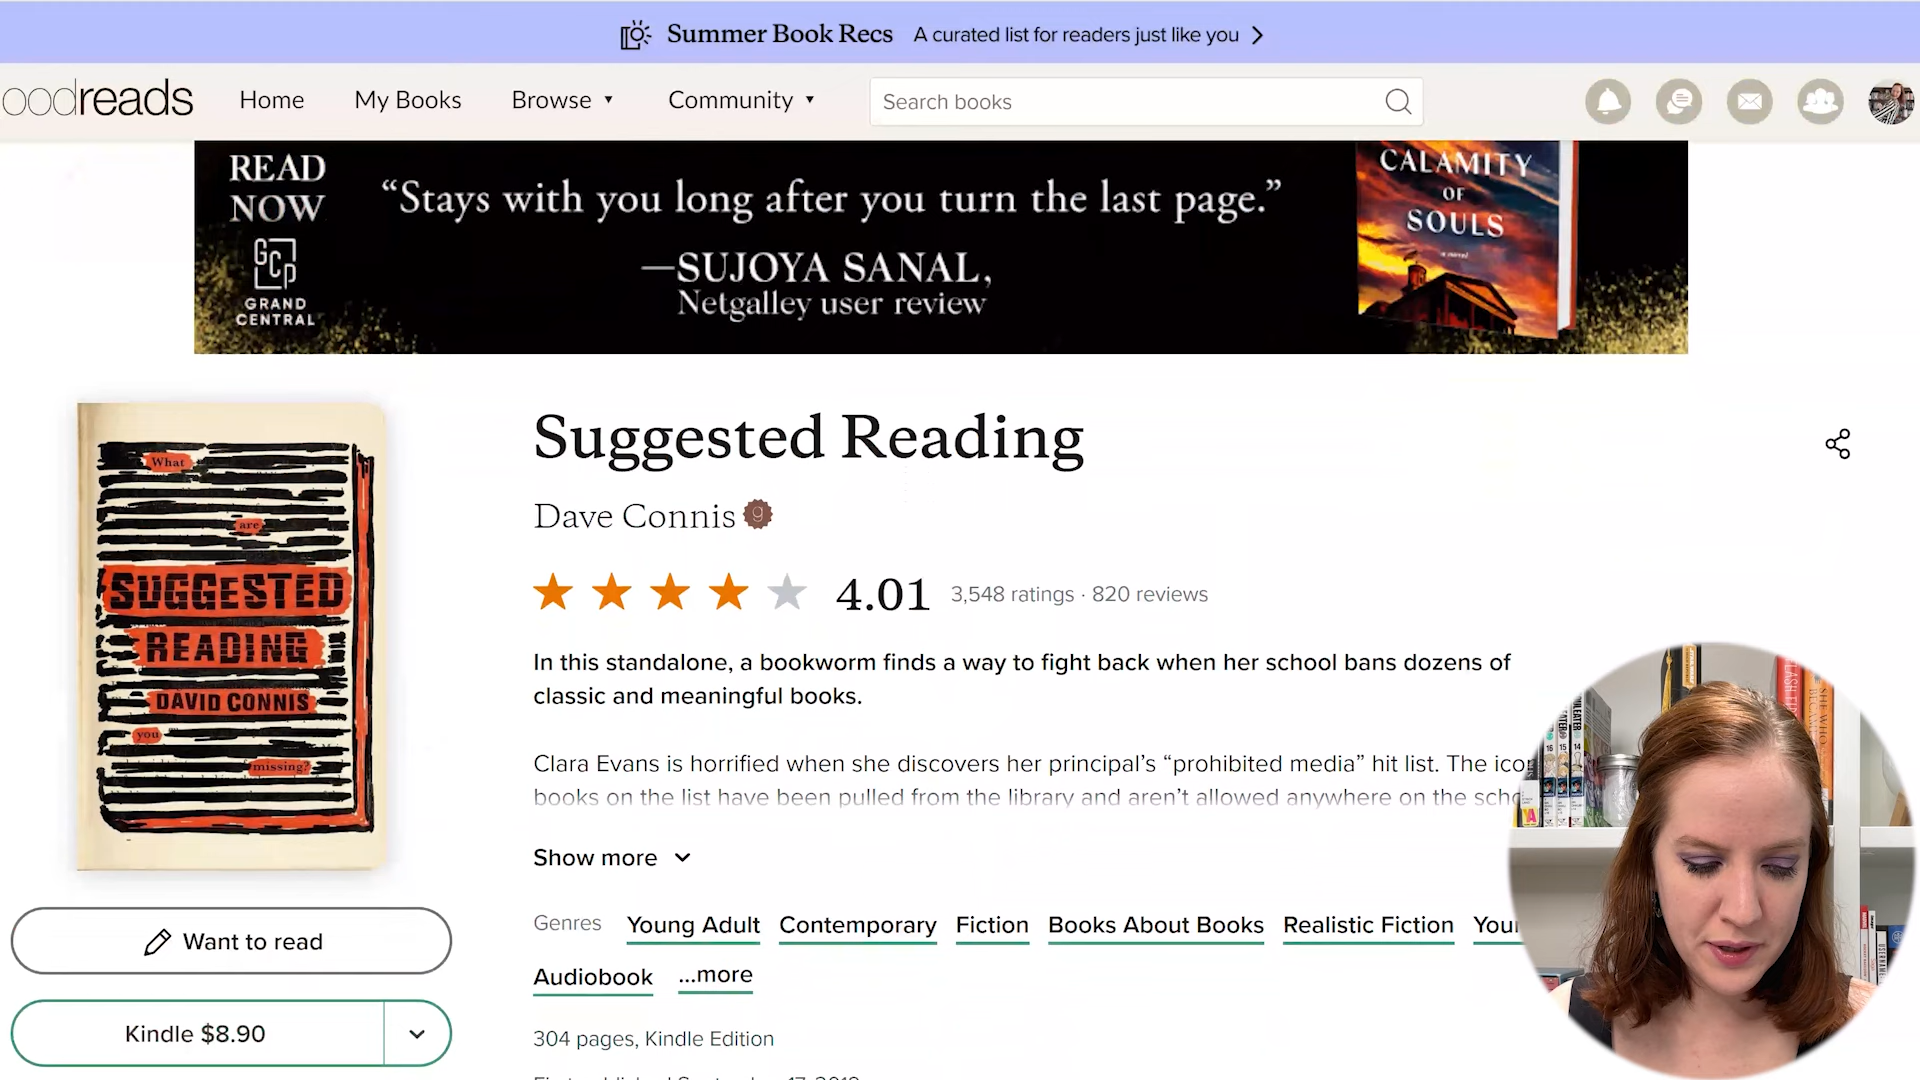 Summer Book Recs A curated list for readers just like you
oodreads Home My Books Browse Community Search books
READ NOW
GCP
GRAND CENTRAL
“Stays with you long after you turn the last page.”
—SUJOYA SANAL,
Netgalley user review
CALAMITY
OF
SOULS
a novel
What
are
SUGGESTED
READING
DAVID CONNIS
you
missing?
Suggested Reading
Dave Connis g
4.01 3,548 ratings · 820 reviews
In this standalone, a bookworm finds a way to fight back when her school bans dozens of
classic and meaningful books.
Clara Evans is horrified when she discovers her principal’s “prohibited media” hit list. The icon
books on the list have been pulled from the library and aren’t allowed anywhere on the scho
Show more
Genres Young Adult Contemporary Fiction Books About Books Realistic Fiction You
Audiobook ...more
304 pages, Kindle Edition
Want to read
Kindle $8.90
16
15
14
YA